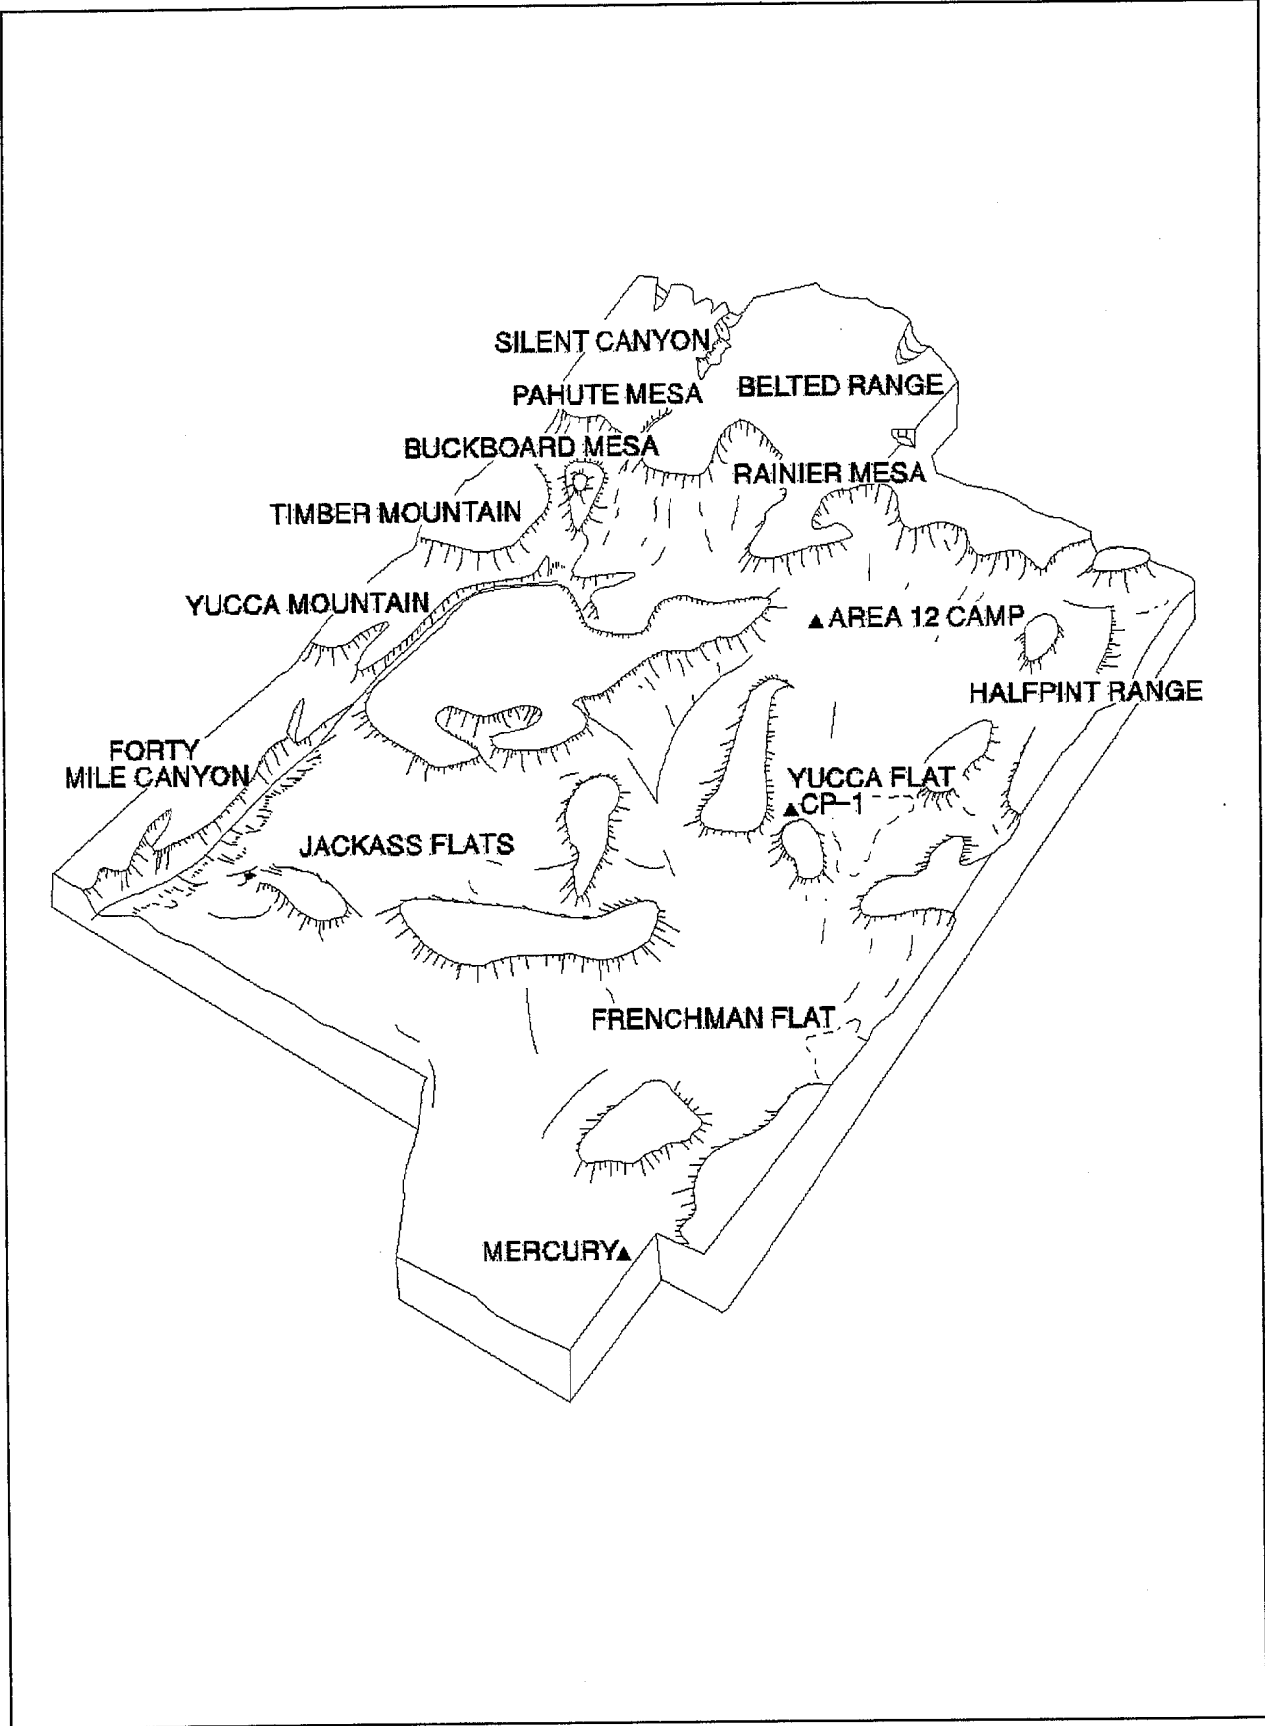 SILENT CANYON
PAHUTE MESA
BELTED RANGE
BUCKBOARD MESA
RAINIER MESA
TIMBER MOUNTAIN
YUCCA MOUNTAIN
▲AREA 12 CAMP
HALFPINT RANGE
FORTY
MILE CANYON
YUCCA FLAT
▲CP-1
JACKASS FLATS
FRENCHMAN FLAT
MERCURY▲